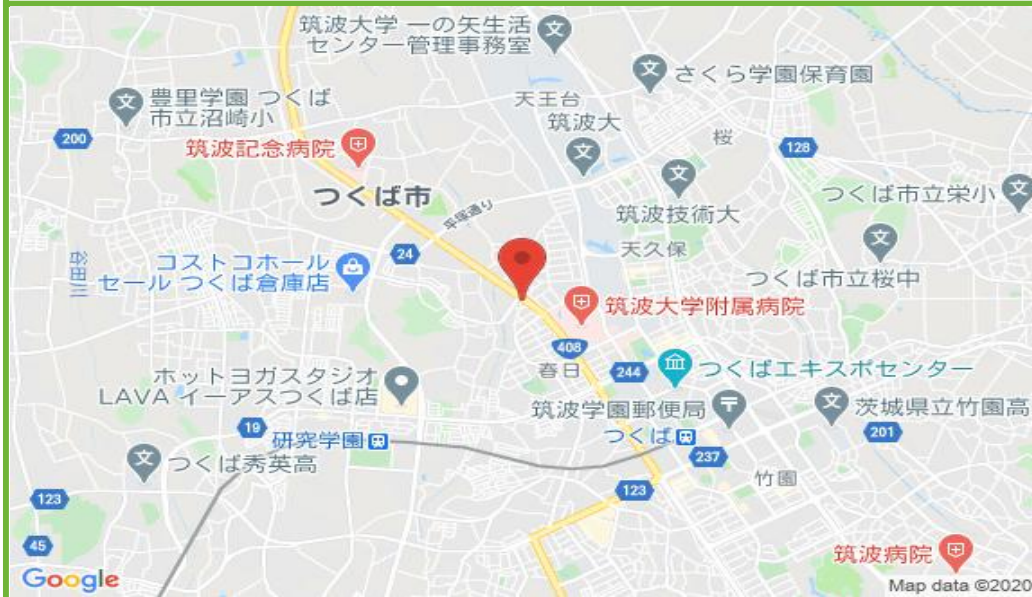 筑波大学 一の矢生活
センター管理事務室
さくら学園保育園
豊里学園 つくば
市立沼崎小
天王台
筑波大
200
桜
128
筑波記念病院
つくば市
つくば市立栄小
平塚通り
筑波技術大
24
天久保
谷田川
コストコホール
セール つくば倉庫店
つくば市立桜中
筑波大学附属病院
408
春日
244
つくばエキスポセンター
ホットヨガスタジオ
LAVA イーアスつくば店
筑波学園郵便局
茨城県立竹園高
19
研究学園
つくば
201
237
つくば秀英高
竹園
123
123
45
筑波病院
Google
Map data ©2020